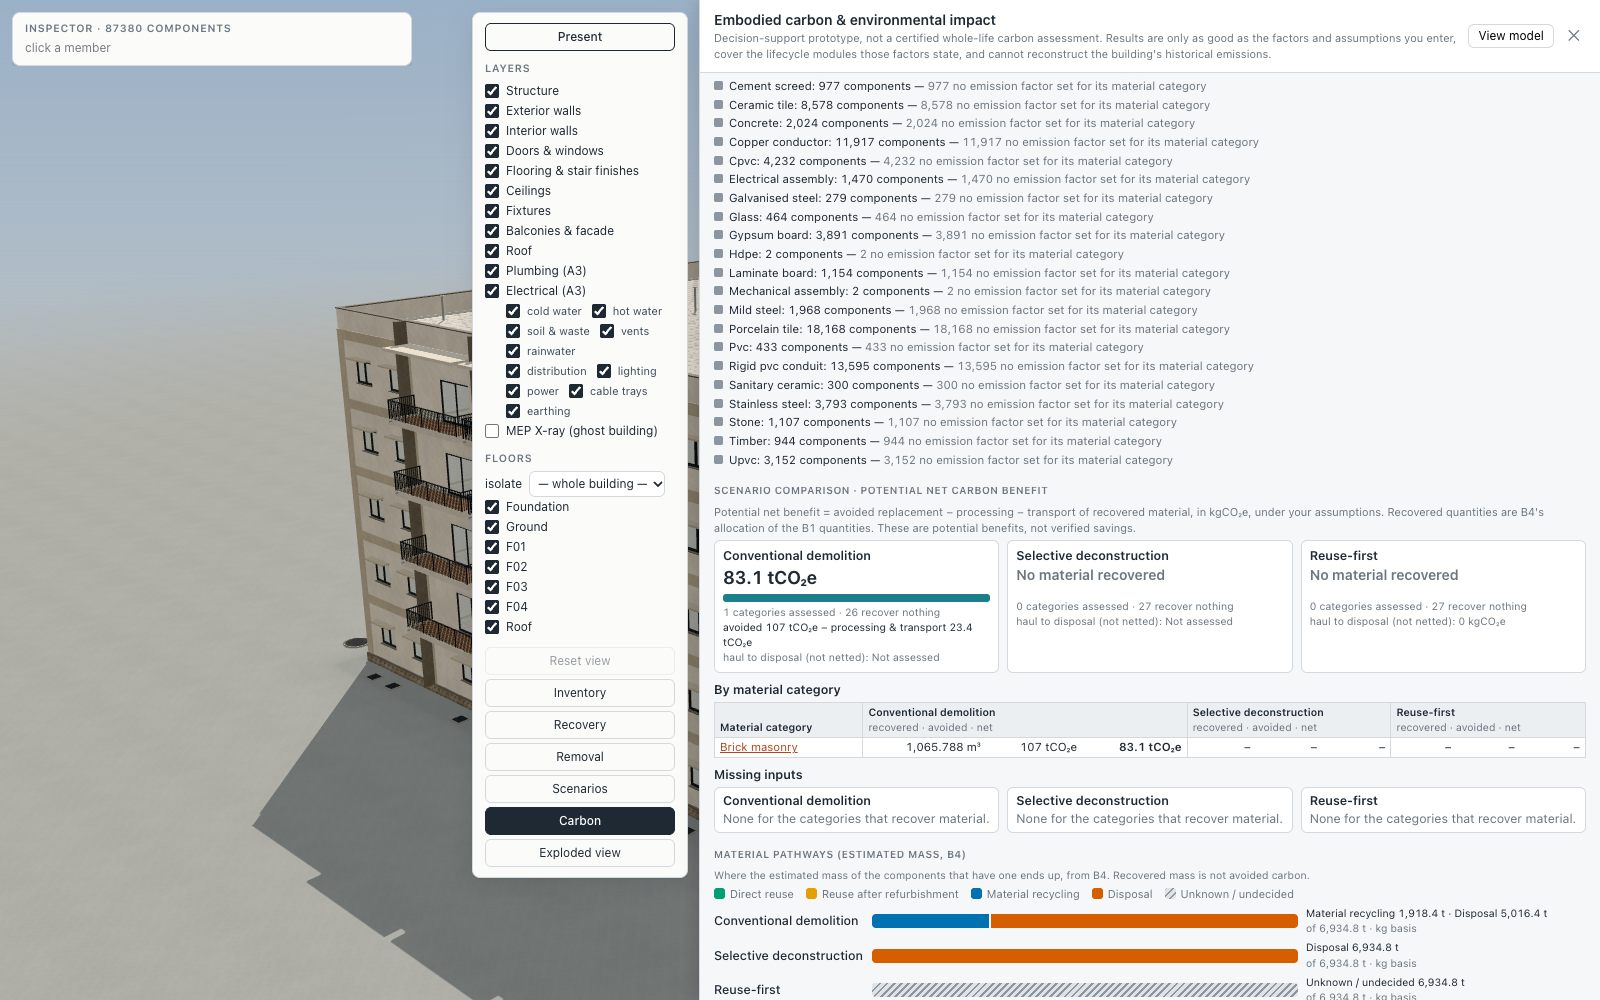 INSPECTOR · 87380 COMPONENTS
click a member
Present
LAYERS
Structure
Exterior walls
Interior walls
Doors & windows
Flooring & stair finishes
Ceilings
Fixtures
Balconies & facade
Roof
Plumbing (A3)
Electrical (A3)
cold water hot water
soil & waste vents
rainwater
distribution lighting
power cable trays
earthing
MEP X-ray (ghost building)
FLOORS
isolate — whole building —
Foundation
Ground
F01
F02
F03
F04
Roof
Reset view
Inventory
Recovery
Removal
Scenarios
Carbon
Exploded view
Embodied carbon & environmental impact
Decision-support prototype, not a certified whole-life carbon assessment. Results are only as good as the factors and assumptions you enter,
cover the lifecycle modules those factors state, and cannot reconstruct the building's historical emissions.
View model
Cement screed: 977 components — 977 no emission factor set for its material category
Ceramic tile: 8,578 components — 8,578 no emission factor set for its material category
Concrete: 2,024 components — 2,024 no emission factor set for its material category
Copper conductor: 11,917 components — 11,917 no emission factor set for its material category
Cpvc: 4,232 components — 4,232 no emission factor set for its material category
Electrical assembly: 1,470 components — 1,470 no emission factor set for its material category
Galvanised steel: 279 components — 279 no emission factor set for its material category
Glass: 464 components — 464 no emission factor set for its material category
Gypsum board: 3,891 components — 3,891 no emission factor set for its material category
Hdpe: 2 components — 2 no emission factor set for its material category
Laminate board: 1,154 components — 1,154 no emission factor set for its material category
Mechanical assembly: 2 components — 2 no emission factor set for its material category
Mild steel: 1,968 components — 1,968 no emission factor set for its material category
Porcelain tile: 18,168 components — 18,168 no emission factor set for its material category
Pvc: 433 components — 433 no emission factor set for its material category
Rigid pvc conduit: 13,595 components — 13,595 no emission factor set for its material category
Sanitary ceramic: 300 components — 300 no emission factor set for its material category
Stainless steel: 3,793 components — 3,793 no emission factor set for its material category
Stone: 1,107 components — 1,107 no emission factor set for its material category
Timber: 944 components — 944 no emission factor set for its material category
Upvc: 3,152 components — 3,152 no emission factor set for its material category
SCENARIO COMPARISON · POTENTIAL NET CARBON BENEFIT
Potential net benefit = avoided replacement − processing − transport of recovered material, in kgCO₂e, under your assumptions. Recovered quantities are B4's
allocation of the B1 quantities. These are potential benefits, not verified savings.
Conventional demolition
83.1 tCO₂e
1 categories assessed · 26 recover nothing
avoided 107 tCO₂e − processing & transport 23.4
tCO₂e
haul to disposal (not netted): Not assessed
Selective deconstruction
No material recovered
0 categories assessed · 27 recover nothing
haul to disposal (not netted): Not assessed
Reuse-first
No material recovered
0 categories assessed · 27 recover nothing
haul to disposal (not netted): 0 kgCO₂e
By material category
Conventional demolition Selective deconstruction Reuse-first
Material category recovered · avoided · net recovered · avoided · net recovered · avoided · net
Brick masonry 1,065.788 m³ 107 tCO₂e 83.1 tCO₂e – – – – – –
Missing inputs
Conventional demolition
None for the categories that recover material.
Selective deconstruction
None for the categories that recover material.
Reuse-first
None for the categories that recover material.
MATERIAL PATHWAYS (ESTIMATED MASS, B4)
Where the estimated mass of the components that have one ends up, from B4. Recovered mass is not avoided carbon.
Direct reuse Reuse after refurbishment Material recycling Disposal Unknown / undecided
Conventional demolition Material recycling 1,918.4 t · Disposal 5,016.4 t
of 6,934.8 t · kg basis
Selective deconstruction Disposal 6,934.8 t
of 6,934.8 t · kg basis
Reuse-first Unknown / undecided 6,934.8 t
of 6,934.8 t · kg basis